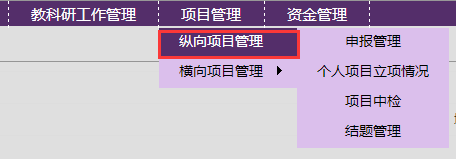 教科研工作管理 项目管理 资金管理
纵向项目管理 申报管理
横向项目管理 个人项目立项情况
项目中检
结题管理